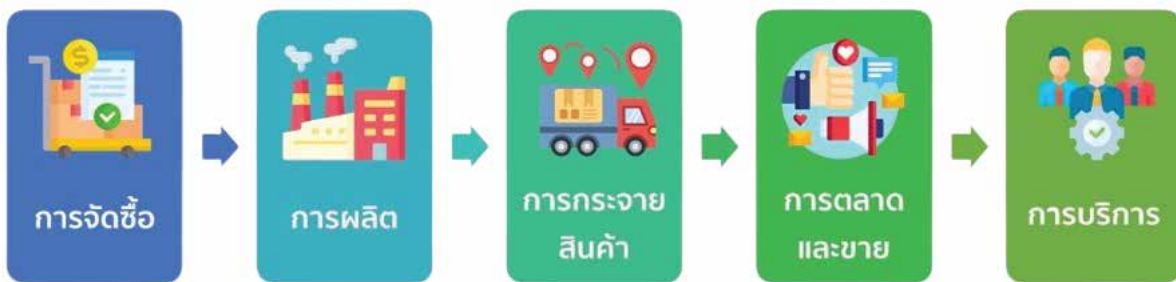 การจัดซื้อ
การผลิต
การกระจาย
สินค้า
การตลาด
และขาย
การบริการ